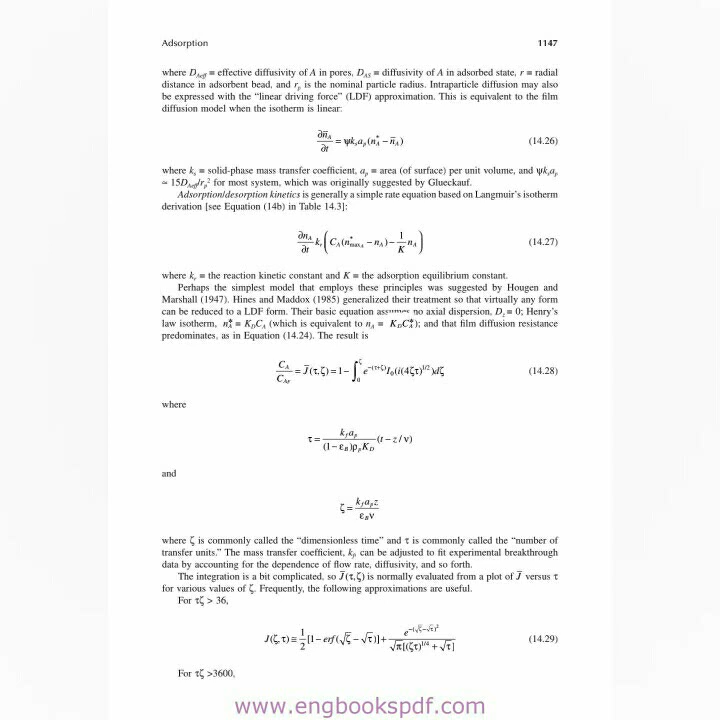 Adsorption 1147
where D_Aeff = effective diffusivity of A in pores, D_AS = diffusivity of A in adsorbed state, r = radial
distance in adsorbent bead, and r_p is the nominal particle radius. Intraparticle diffusion may also
be expressed with the “linear driving force” (LDF) approximation. This is equivalent to the film
diffusion model when the isotherm is linear:
∂n̅_A/∂t = ψk_s a_p (n*_A − n̅_A) (14.26)
where k_s = solid-phase mass transfer coefficient, a_p = area (of surface) per unit volume, and ψk_s a_p
≃ 15D_Aeff/r_p² for most system, which was originally suggested by Glueckauf.
Adsorption/desorption kinetics is generally a simple rate equation based on Langmuir’s isotherm
derivation [see Equation (14b) in Table 14.3]:
∂n_A/∂t k_r ( C_A (n*_max_A − n_A) − 1/K n_A ) (14.27)
where k_r = the reaction kinetic constant and K = the adsorption equilibrium constant.
Perhaps the simplest model that employs these principles was suggested by Hougen and
Marshall (1947). Hines and Maddox (1985) generalized their treatment so that virtually any form
can be reduced to a LDF form. Their basic equation assumes no axial dispersion, D_z = 0; Henry’s
law isotherm, n*_A = K_D C_A (which is equivalent to n_A = K_D C*_A); and that film diffusion resistance
predominates, as in Equation (14.24). The result is
C_A/C_AF = J̅(τ,ζ) = 1 − ∫₀^ζ e^−(τ+ζ) I₀(i(4ζτ)^1/2)dζ (14.28)
where
τ = k_f a_p/((1 − ε_B)ρ_p K_D) (t − z / v)
and
ζ = k_f a_p z/(ε_B v)
where ζ is commonly called the “dimensionless time” and τ is commonly called the “number of
transfer units.” The mass transfer coefficient, k_f, can be adjusted to fit experimental breakthrough
data by accounting for the dependence of flow rate, diffusivity, and so forth.
The integration is a bit complicated, so J̅(τ,ζ) is normally evaluated from a plot of J̅ versus τ
for various values of ζ. Frequently, the following approximations are useful.
For τζ > 36,
J(ζ,τ) ≅ 1/2 [1 − erf(√ζ − √τ)] + e^−(√ζ−√τ)²/(√π[(ζτ)^1/4 + √τ]) (14.29)
For τζ >3600,
www.engbookspdf.com